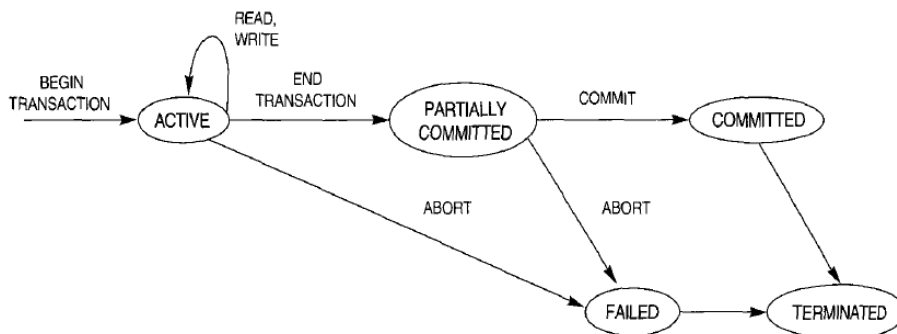 READ,
WRITE
BEGIN
TRANSACTION
END
TRANSACTION
ACTIVE
PARTIALLY
COMMITTED
COMMIT
COMMITTED
ABORT
ABORT
FAILED
TERMINATED